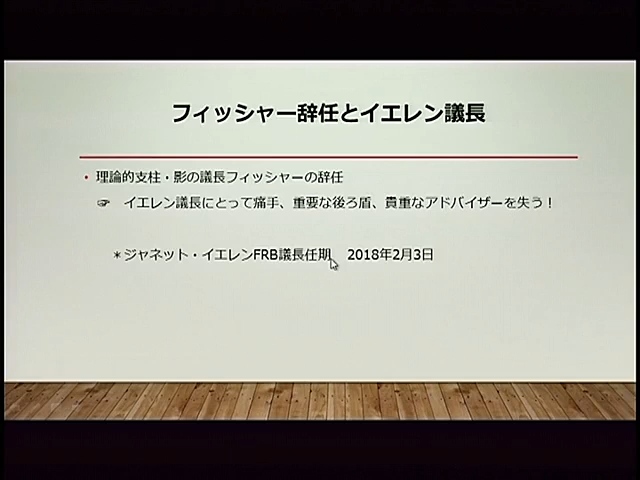 フィッシャー辞任とイエレン議長
・理論的支柱・影の議長フィッシャーの辞任
☞ イエレン議長にとって痛手、重要な後ろ盾、貴重なアドバイザーを失う！
＊ジャネット・イエレンFRB議長任期 2018年2月3日